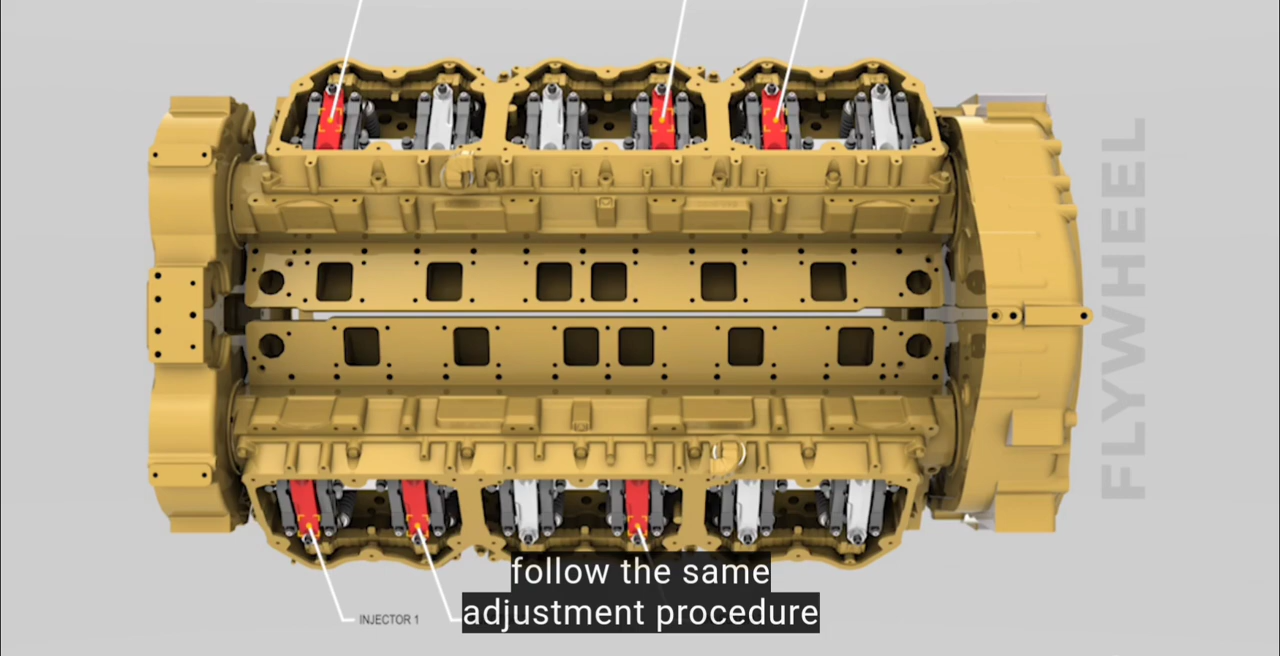 FLYWHEEL
follow the same
adjustment procedure
INJECTOR 1